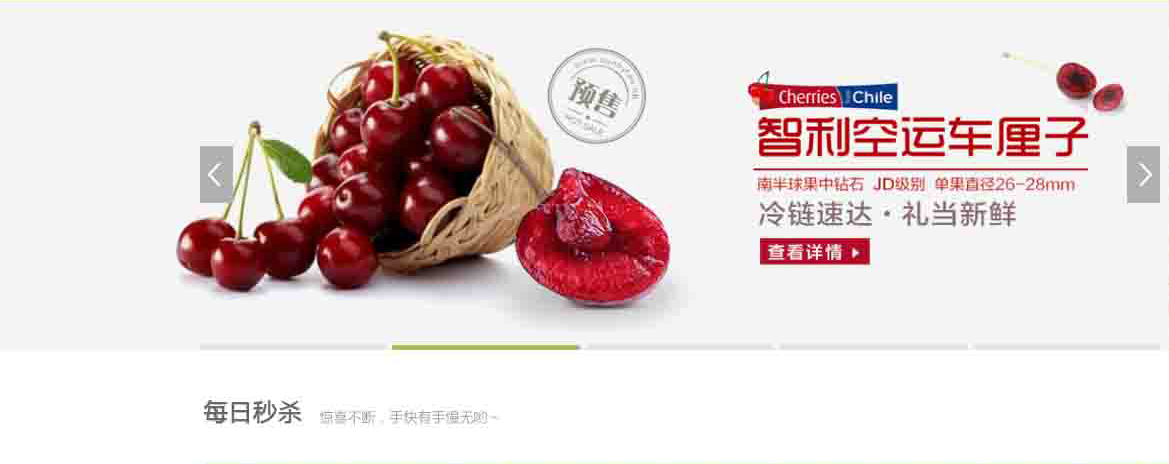 预售
HOT SALE
Cherries
Chile
智利空运车厘子
南半球果中钻石 JD级别 单果直径26-28mm
冷链速达·礼当新鲜
查看详情
每日秒杀 惊喜不断，手快有手慢无哟~